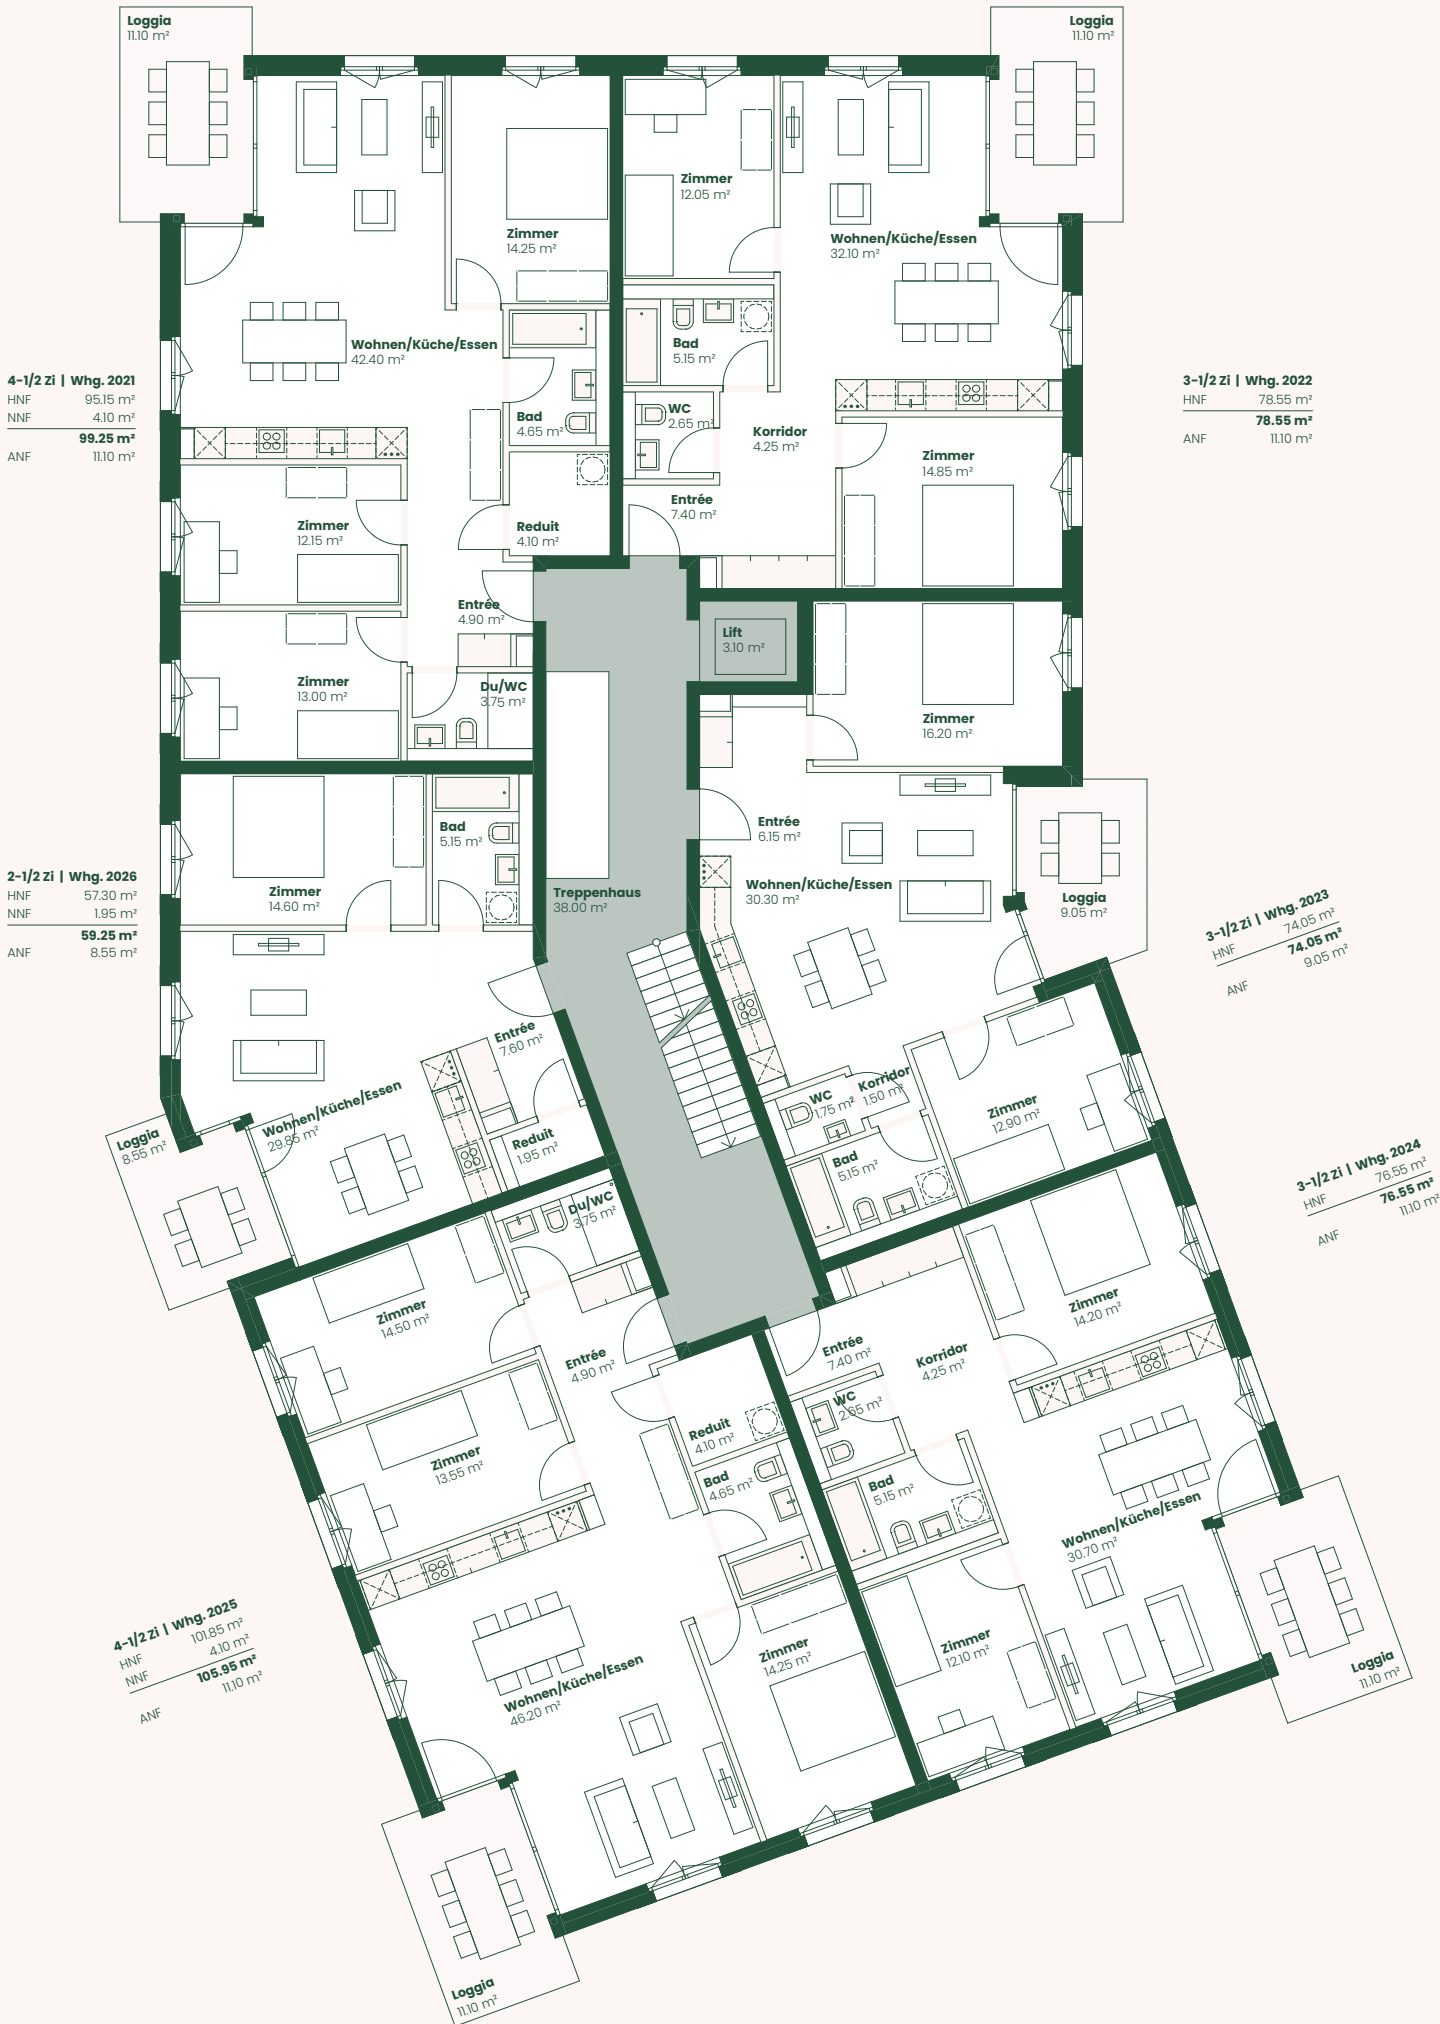 Loggia
11.10 m²
Loggia
11.10 m²
Zimmer
12.05 m²
Zimmer
14.25 m²
Wohnen/Küche/Essen
32.10 m²
Wohnen/Küche/Essen
42.40 m²
Bad
5.15 m²
4-1/2 Zi | Whg. 2021
HNF 95.15 m²
NNF 4.10 m²
99.25 m²
ANF 11.10 m²
3-1/2 Zi | Whg. 2022
HNF 78.55 m²
78.55 m²
ANF 11.10 m²
Bad
4.65 m²
WC
2.65 m²
Korridor
4.25 m²
Zimmer
14.85 m²
Entrée
7.40 m²
Zimmer
12.15 m²
Reduit
4.10 m²
Entrée
4.90 m²
Lift
3.10 m²
Zimmer
13.00 m²
Du/WC
3.75 m²
Zimmer
16.20 m²
Bad
5.15 m²
Entrée
6.15 m²
2-1/2 Zi | Whg. 2026
HNF 57.30 m²
NNF 1.95 m²
59.25 m²
ANF 8.55 m²
Zimmer
14.60 m²
Treppenhaus
38.00 m²
Wohnen/Küche/Essen
30.30 m²
Loggia
9.05 m²
3-1/2 Zi | Whg. 2023
HNF 74.05 m²
74.05 m²
ANF 9.05 m²
Entrée
7.60 m²
Wohnen/Küche/Essen
29.85 m²
Loggia
8.55 m²
Reduit
1.95 m²
WC
1.75 m²
Korridor
1.50 m²
Zimmer
12.90 m²
Bad
5.15 m²
3-1/2 Zi | Whg. 2024
HNF 76.55 m²
76.55 m²
ANF 11.10 m²
Du/WC
3.75 m²
Zimmer
14.50 m²
Zimmer
14.20 m²
Entrée
4.90 m²
Entrée
7.40 m²
Korridor
4.25 m²
WC
2.65 m²
Reduit
4.10 m²
Zimmer
13.55 m²
Bad
4.65 m²
Bad
5.15 m²
Wohnen/Küche/Essen
30.70 m²
4-1/2 Zi | Whg. 2025
HNF 101.85 m²
NNF 4.10 m²
105.95 m²
ANF 11.10 m²
Wohnen/Küche/Essen
46.20 m²
Zimmer
14.25 m²
Zimmer
12.10 m²
Loggia
11.10 m²
Loggia
11.10 m²